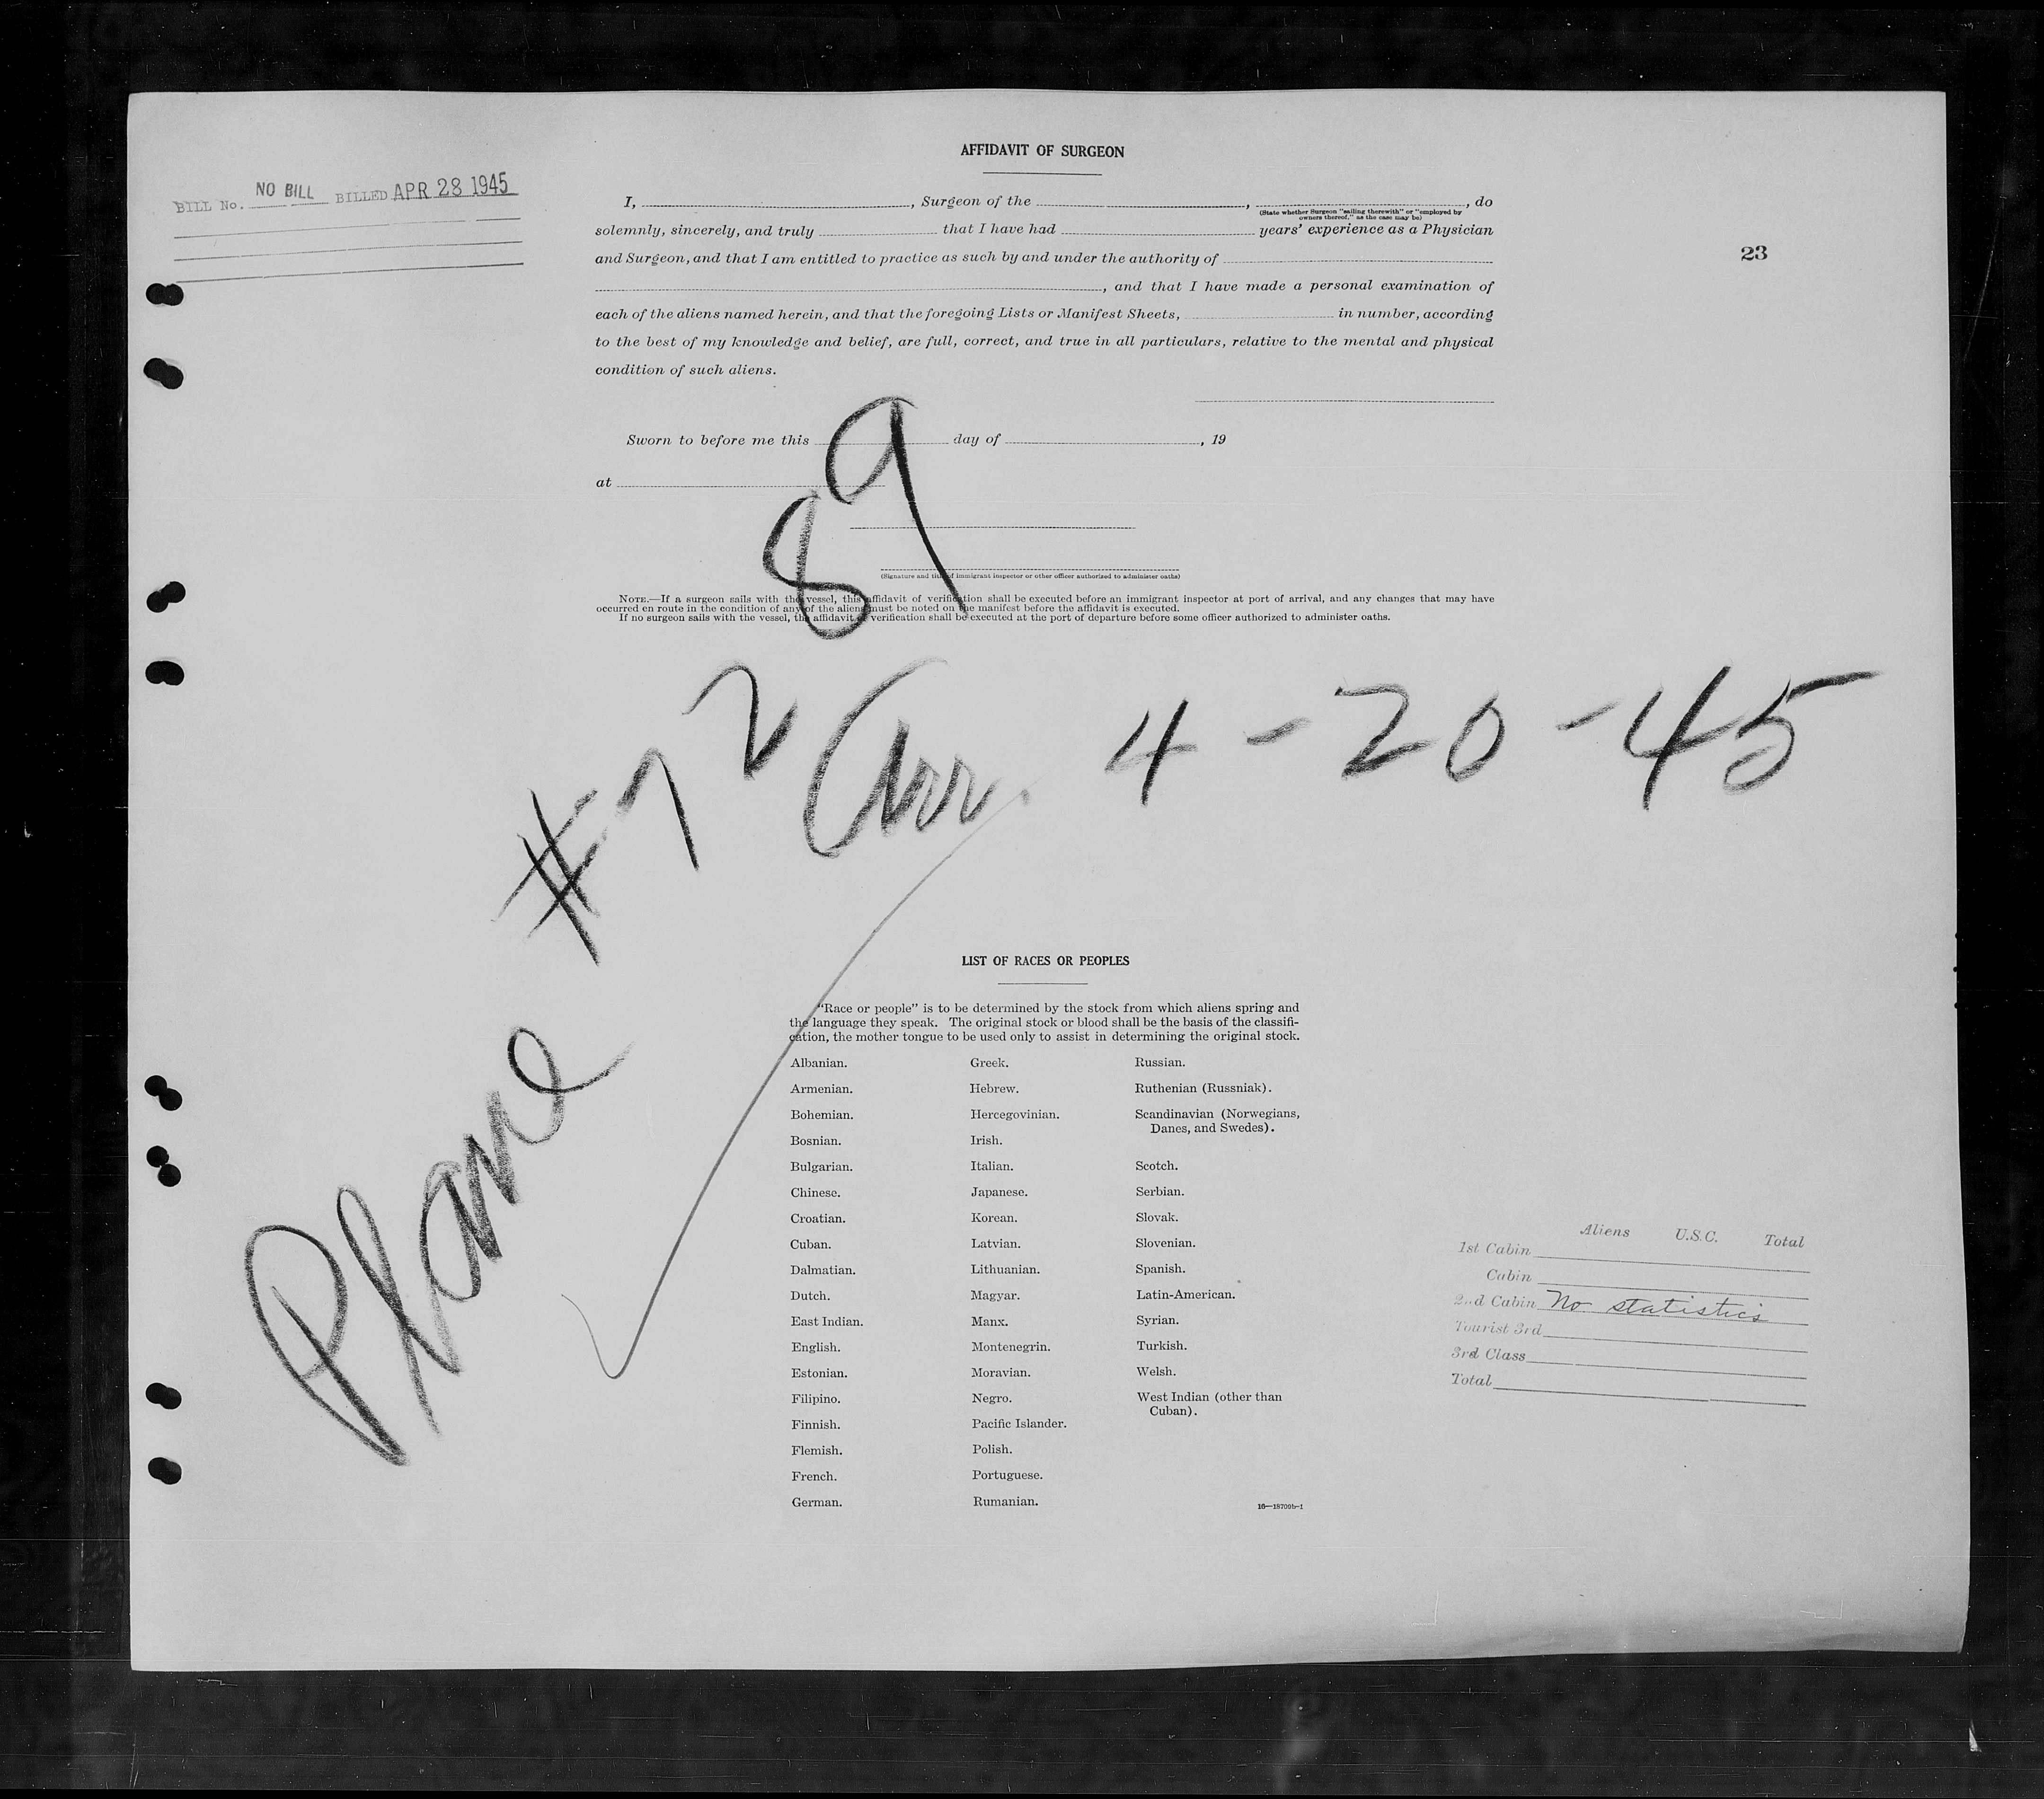 AFFIDAVIT OF SURGEON
BILL No. NO BILL BILLED APR 28 1945
I, , Surgeon of the , , do
(State whether Surgeon "sailing therewith" or "employed by
owners thereof," as the case may be)
solemnly, sincerely, and truly that I have had years' experience as a Physician
and Surgeon, and that I am entitled to practice as such by and under the authority of
23
, and that I have made a personal examination of
each of the aliens named herein, and that the foregoing Lists or Manifest Sheets, in number, according
to the best of my knowledge and belief, are full, correct, and true in all particulars, relative to the mental and physical
condition of such aliens.
Sworn to before me this day of , 19
at
(Signature and title of immigrant inspector or other officer authorized to administer oaths)
NOTE.—If a surgeon sails with the vessel, this affidavit of verification shall be executed before an immigrant inspector at port of arrival, and any changes that may have
occurred en route in the condition of any of the aliens must be noted on the manifest before the affidavit is executed.
If no surgeon sails with the vessel, the affidavit of verification shall be executed at the port of departure before some officer authorized to administer oaths.
Plane #72 89
Arr. 4-20-45
LIST OF RACES OR PEOPLES
"Race or people" is to be determined by the stock from which aliens spring and
the language they speak. The original stock or blood shall be the basis of the classifi-
cation, the mother tongue to be used only to assist in determining the original stock.
Albanian.
Armenian.
Bohemian.
Bosnian.
Bulgarian.
Chinese.
Croatian.
Cuban.
Dalmatian.
Dutch.
East Indian.
English.
Estonian.
Filipino.
Finnish.
Flemish.
French.
German.
Greek.
Hebrew.
Hercegovinian.
Irish.
Italian.
Japanese.
Korean.
Latvian.
Lithuanian.
Magyar.
Manx.
Montenegrin.
Moravian.
Negro.
Pacific Islander.
Polish.
Portuguese.
Rumanian.
Russian.
Ruthenian (Russniak).
Scandinavian (Norwegians,
Danes, and Swedes).
Scotch.
Serbian.
Slovak.
Slovenian.
Spanish.
Latin-American.
Syrian.
Turkish.
Welsh.
West Indian (other than
Cuban).
16—18709b-1
Aliens U.S.C. Total
1st Cabin
Cabin
2nd Cabin No statistics
Tourist 3rd
3rd Class
Total